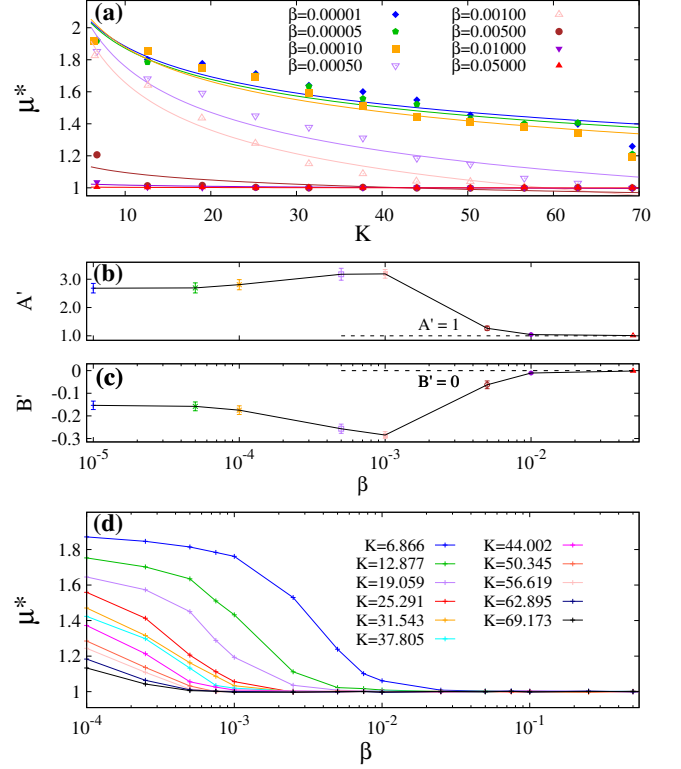 (a)
β=0.00001
β=0.00005
β=0.00010
β=0.00050
β=0.00100
β=0.00500
β=0.01000
β=0.05000
2
1.8
1.6
1.4
1.2
1
μ*
10 20 30 40 50 60 70
K
(b)
3.0
2.0
1.0
A'
A' = 1
(c)
0
-0.1
-0.2
-0.3
B'
B' = 0
10⁻⁵ 10⁻⁴ 10⁻³ 10⁻²
β
(d)
1.8
1.6
1.4
1.2
1
μ*
K=6.866
K=12.877
K=19.059
K=25.291
K=31.543
K=37.805
K=44.002
K=50.345
K=56.619
K=62.895
K=69.173
10⁻⁴ 10⁻³ 10⁻² 10⁻¹
β